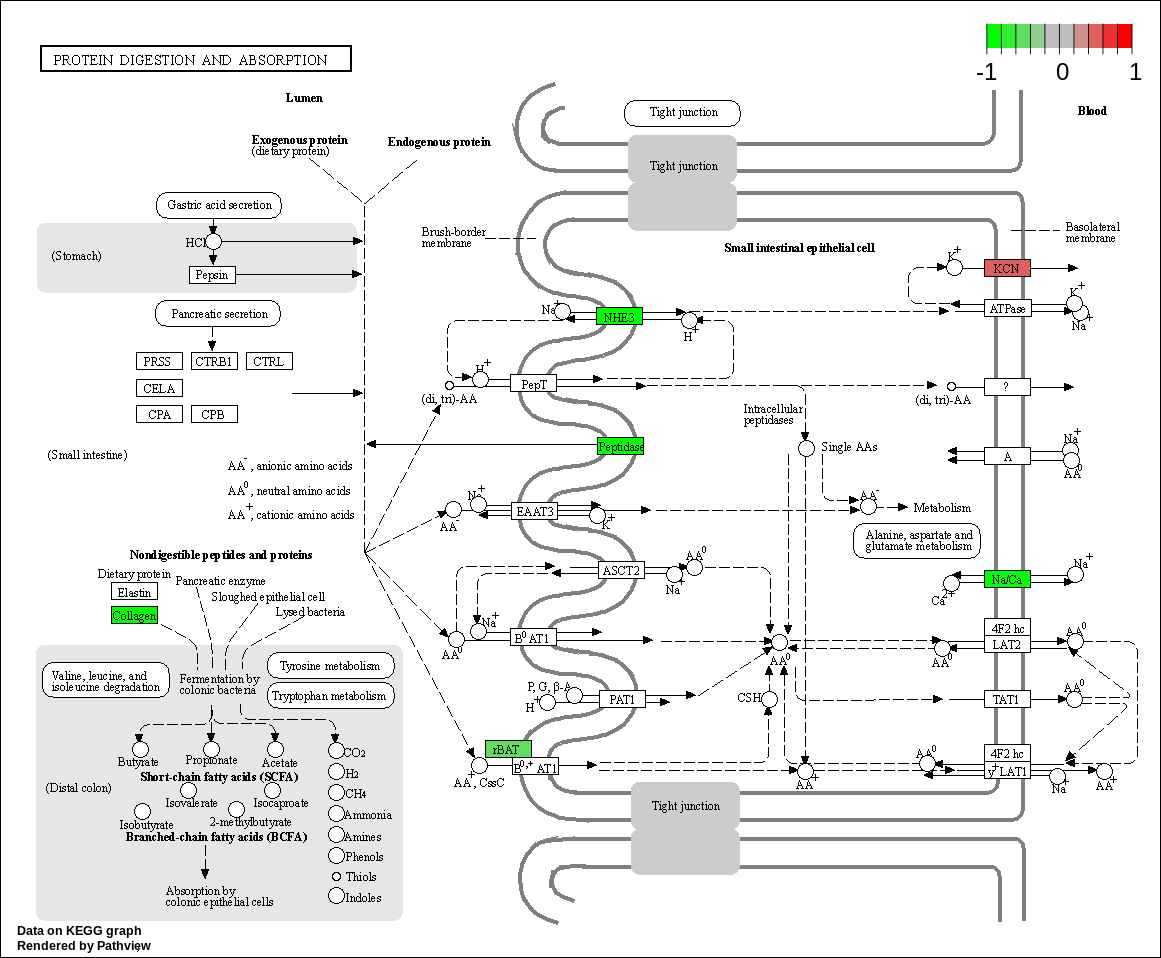 PROTEIN DIGESTION AND ABSORPTION
-1 0 1
Lumen
Blood
Exogenous protein
(dietary protein)
Endogenous protein
Tight junction
Tight junction
Gastric acid secretion
HCl
(Stomach)
Pepsin
Brush-border
membrane
Small intestinal epithelial cell
Basolateral
membrane
Pancreatic secretion
PRSS CTRB1 CTRL
CELA
CPA CPB
(Small intestine)
AA-, anionic amino acids
AA0, neutral amino acids
AA+, cationic amino acids
Na+ NHE3 H+
H+ PepT
(di, tri)-AA
Peptidase
Intracellular
peptidases
Single AAs
K+ KCN
ATPase K+
Na+
?
(di, tri)-AA
A Na+
AA0
AA- Na+ EAAT3 K+
AA-
Metabolism
Alanine, aspartate and
glutamate metabolism
ASCT2 AA0
Na+
Na/Ca Na+
Ca2+
Na+ B0 AT1
AA0
AA0
4F2 hc
LAT2
AA0 AA0
P, G, β-A
H+ PAT1
CSH
TAT1 AA0
rBAT
B0,+ AT1
AA+, CssC
AA+
AA0
4F2 hc
y+ LAT1
Na+ AA+
Tight junction
Nondigestible peptides and proteins
Dietary protein
Elastin
Collagen
Pancreatic enzyme
Sloughed epithelial cell
Lysed bacteria
Valine, leucine, and
isoleucine degradation
Fermentation by
colonic bacteria
Tyrosine metabolism
Tryptophan metabolism
Butyrate Propionate Acetate
Short-chain fatty acids (SCFA)
Isovalerate Isocaproate
Isobutyrate 2-methylbutyrate
Branched-chain fatty acids (BCFA)
(Distal colon)
CO2
H2
CH4
Ammonia
Amines
Phenols
Thiols
Indoles
Absorption by
colonic epithelial cells
Data on KEGG graph
Rendered by Pathview